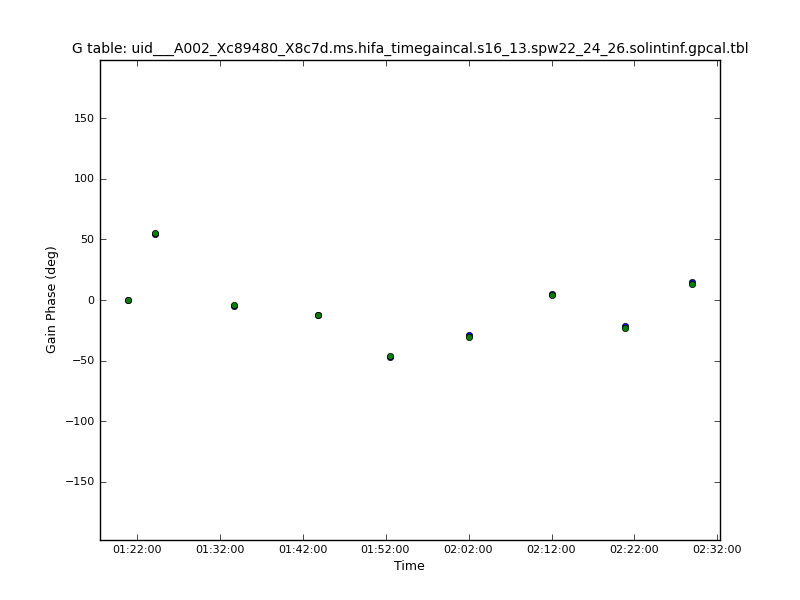 G table: uid___A002_Xc89480_X8c7d.ms.hifa_timegaincal.s16_13.spw22_24_26.solintinf.gpcal.tbl
Gain Phase (deg)
150
100
50
0
−50
−100
−150
01:22:00 01:32:00 01:42:00 01:52:00 02:02:00 02:12:00 02:22:00 02:32:00
Time